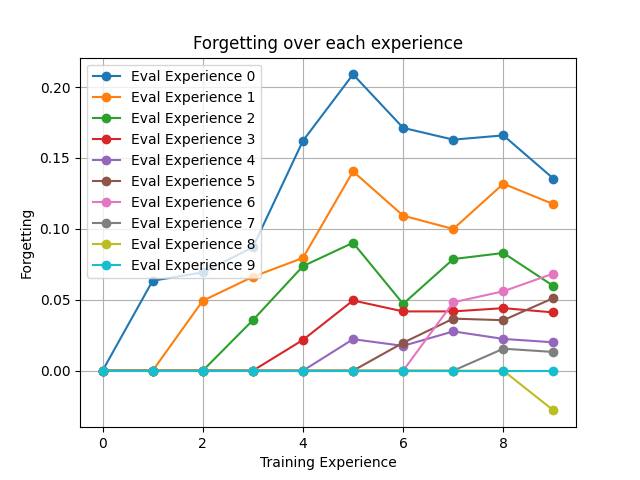 Forgetting over each experience
Eval Experience 0
Eval Experience 1
Eval Experience 2
Eval Experience 3
Eval Experience 4
Eval Experience 5
Eval Experience 6
Eval Experience 7
Eval Experience 8
Eval Experience 9
0.20
0.15
0.10
0.05
0.00
Forgetting
0 2 4 6 8
Training Experience